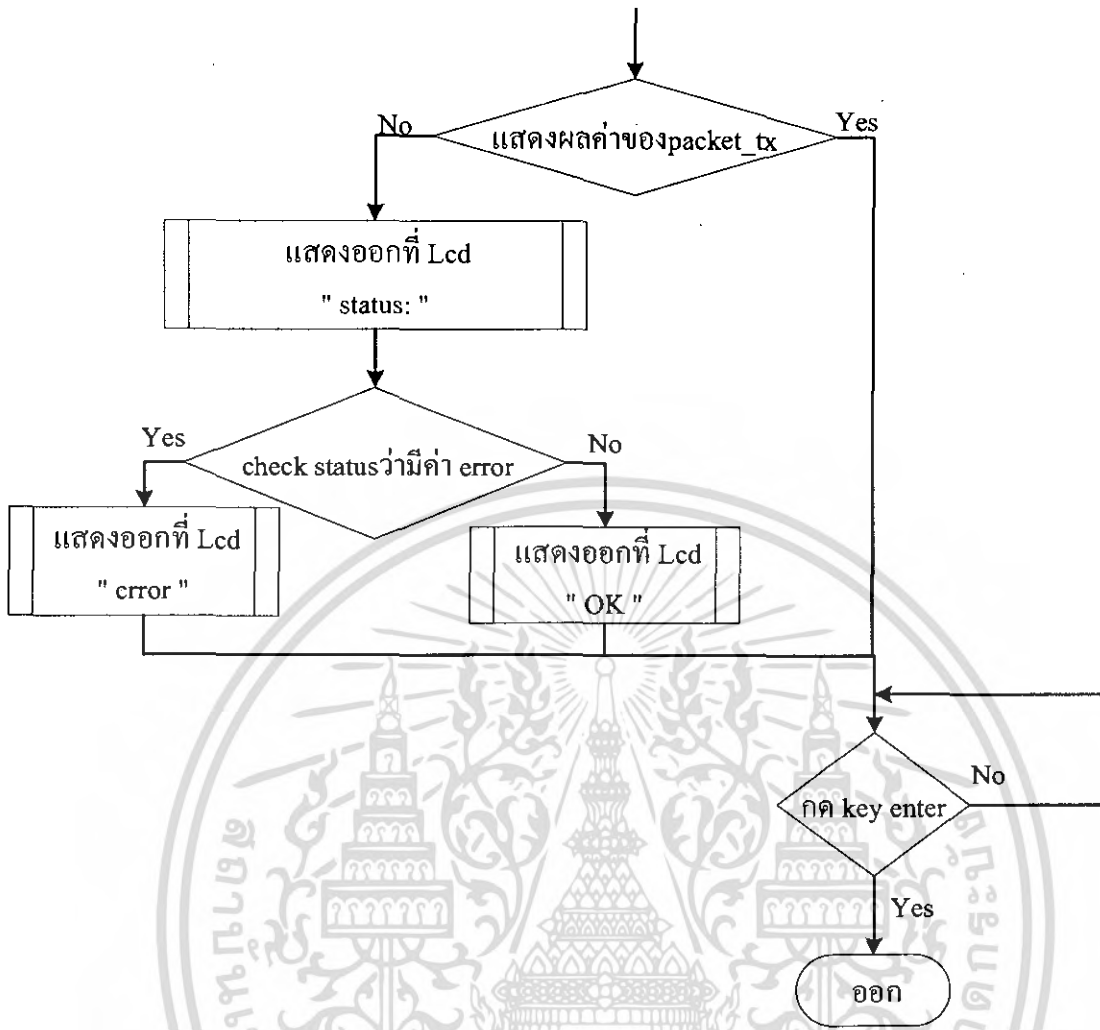 No
แสดงผลค่าของpacket_tx
Yes
แสดงออกที่ Lcd
" status: "
Yes
check statusว่ามีค่า error
No
แสดงออกที่ Lcd
" error "
แสดงออกที่ Lcd
" OK "
กด key enter
No
Yes
ออก